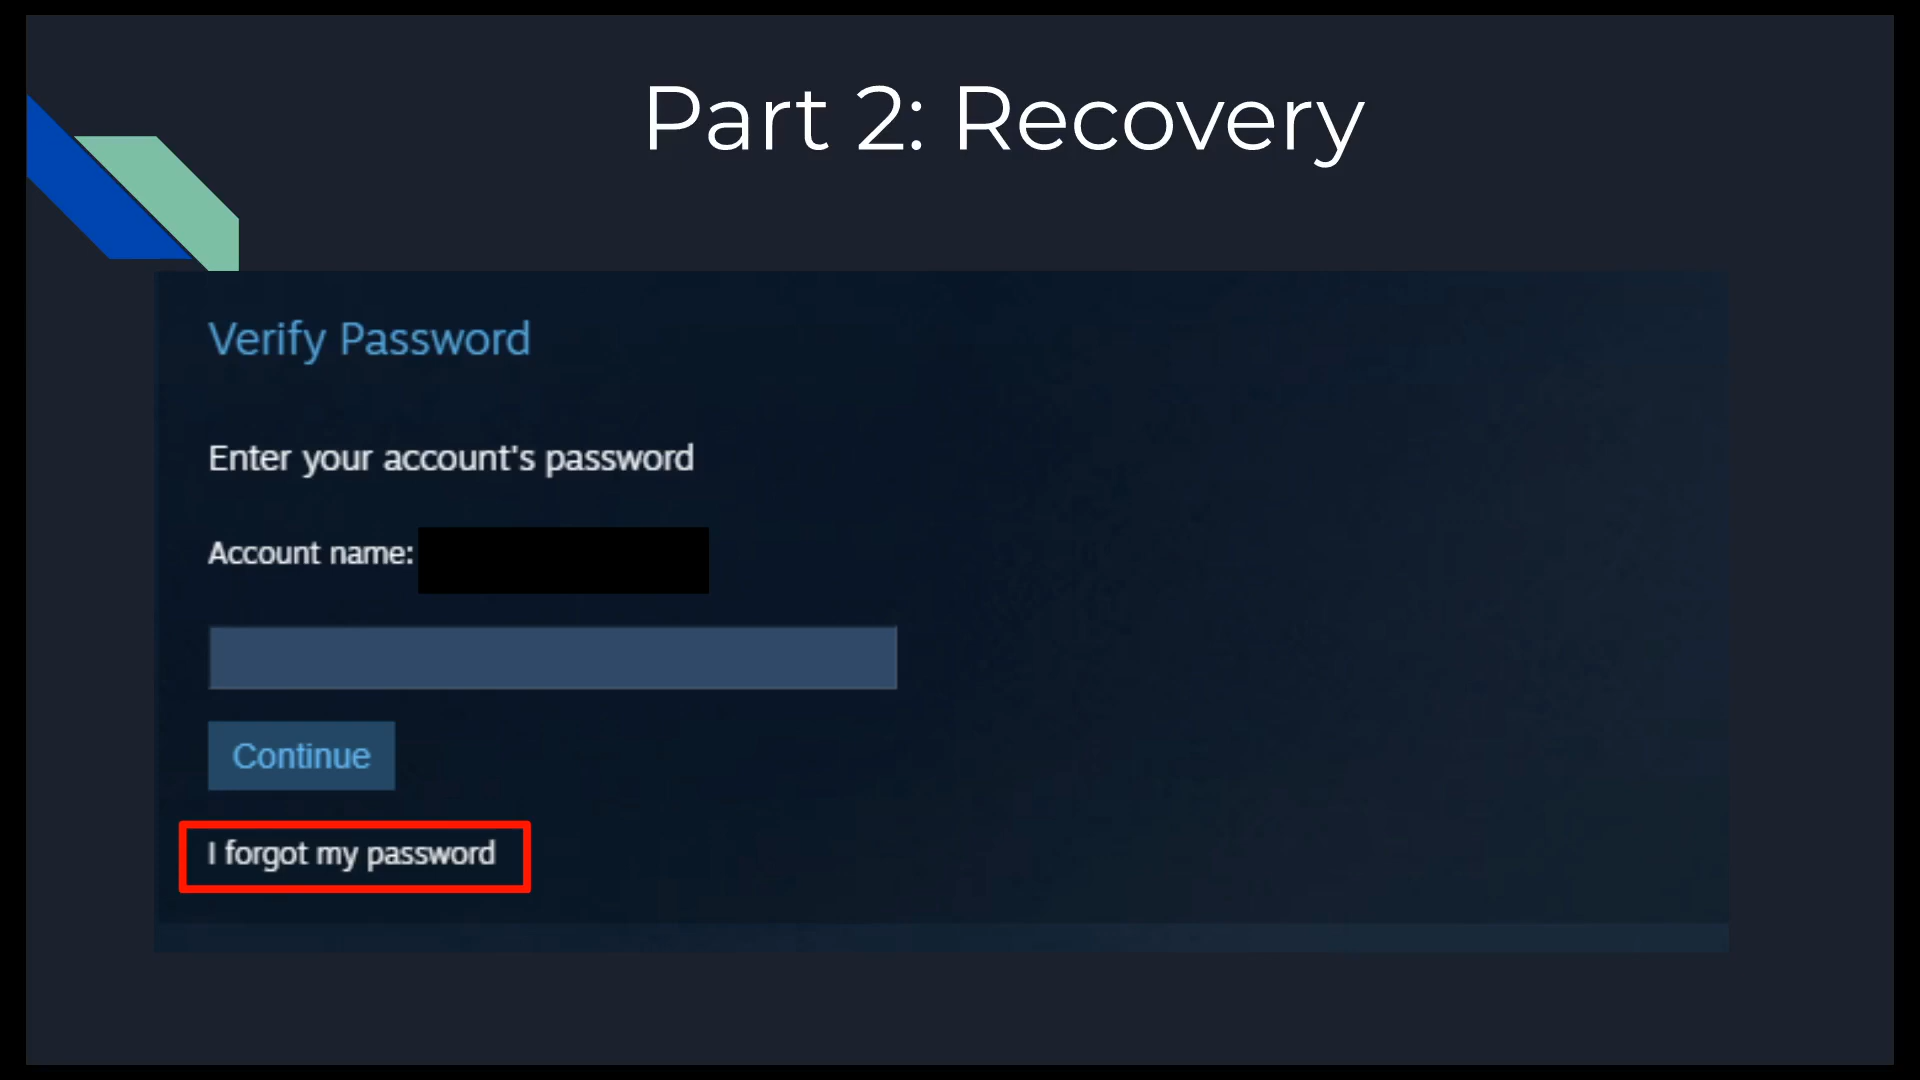 Part 2: Recovery
Verify Password
Enter your account's password
Account name:
Continue
I forgot my password